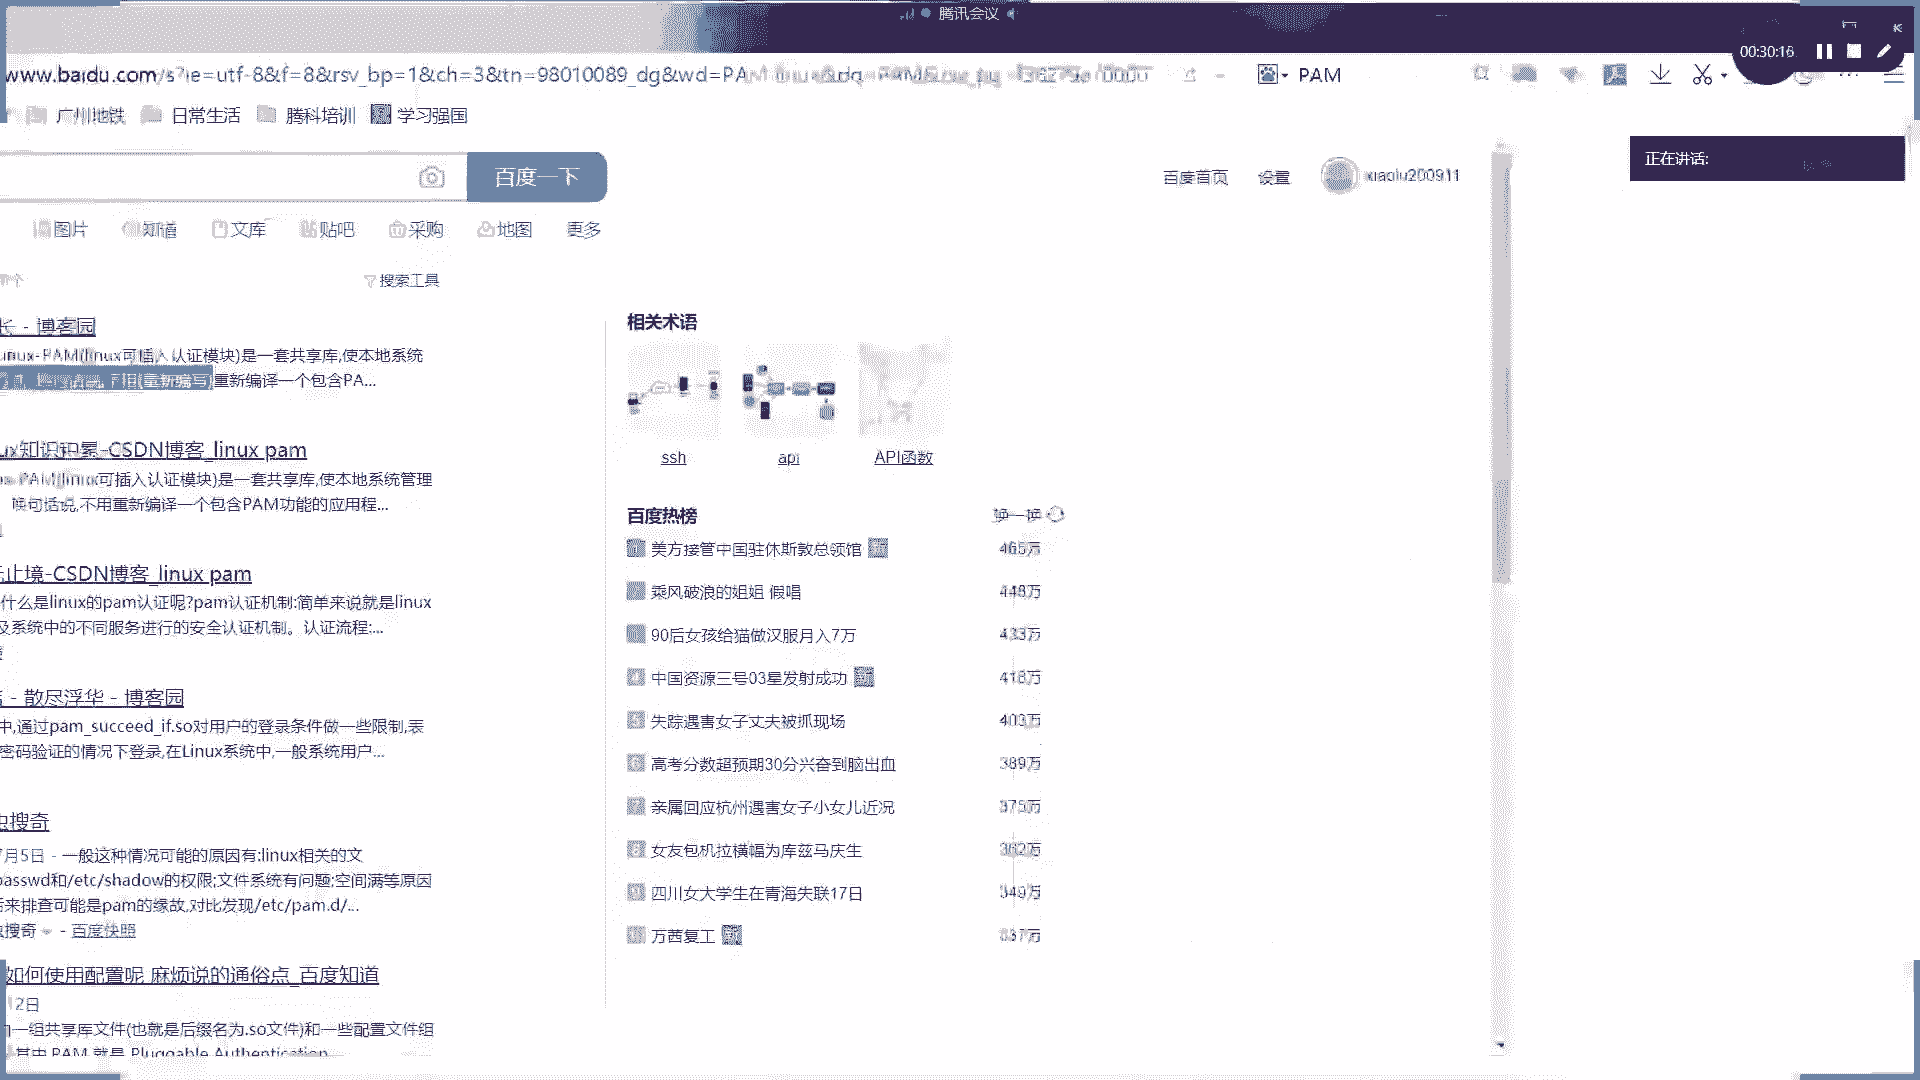 腾讯会议
00:30:16
www.baidu.com/s?ie=utf-8&f=8&rsv_bp=1&ch=3&tn=98010089_dg&wd=PA
PAM
广州地铁 日常生活 腾科培训 学习强国
正在讲话:
百度一下
百度首页 设置 xiaolu200911
图片 知道 文库 贴吧 采购 地图 更多
搜索工具
长 - 博客园
linux-PAM(linux可插入认证模块)是一套共享库,使本地系统
不用(重新编写)重新编译一个包含PA...
ux知识积累-CSDN博客_linux pam
x-PAM(linux可插入认证模块)是一套共享库,使本地系统管理
换句话说,不用重新编译一个包含PAM功能的应用程...
止境-CSDN博客_linux pam
什么是linux的pam认证呢?pam认证机制:简单来说就是linux
及系统中的不同服务进行的安全认证机制。认证流程:...
- 散尽浮华 - 博客园
中,通过pam_succeed_if.so对用户的登录条件做一些限制,表
密码验证的情况下登录,在Linux系统中,一般系统用户...
虫搜奇
7月5日 - 一般这种情况可能的原因有:linux相关的文
passwd和/etc/shadow的权限;文件系统有问题;空间满等原因
来排查可能是pam的缘故,对比发现/etc/pam.d/...
搜奇 - 百度快照
如何使用配置呢 麻烦说的通俗点_百度知道
12日
一组共享库文件(也就是后缀名为.so文件)和一些配置文件组
其中 PAM 就是 Pluggable Authentication
相关术语
ssh api API函数
百度热榜 换一换
美方接管中国驻休斯敦总领馆 新 465万
乘风破浪的姐姐 假唱 448万
90后女孩给猫做汉服月入7万 433万
4 中国资源三号03星发射成功 新 418万
5 失踪遇害女子丈夫被抓现场 403万
6 高考分数超预期30分兴奋到脑出血 389万
7 亲属回应杭州遇害女子小女儿近况 375万
8 女友包机拉横幅为库兹马庆生 362万
9 四川女大学生在青海失联17日 349万
万茜复工 新 337万